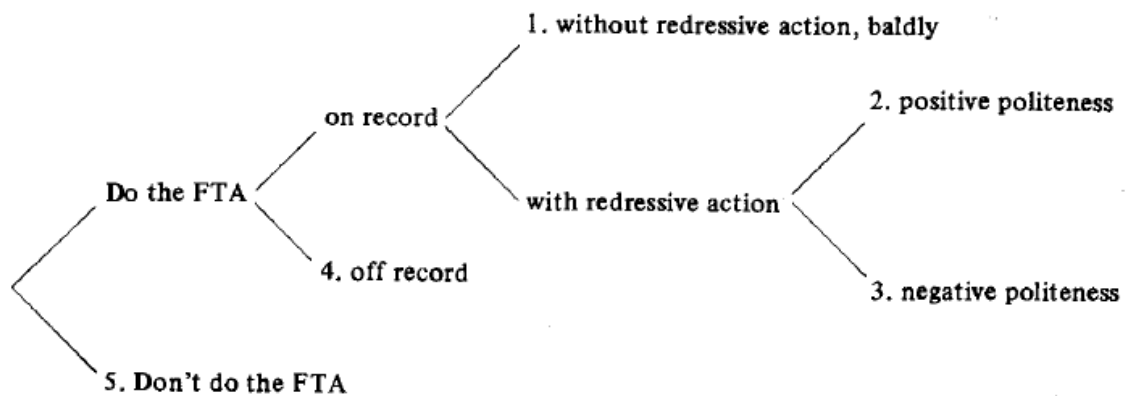 1. without redressive action, baldly
2. positive politeness
on record
Do the FTA
with redressive action
4. off record
3. negative politeness
5. Don't do the FTA